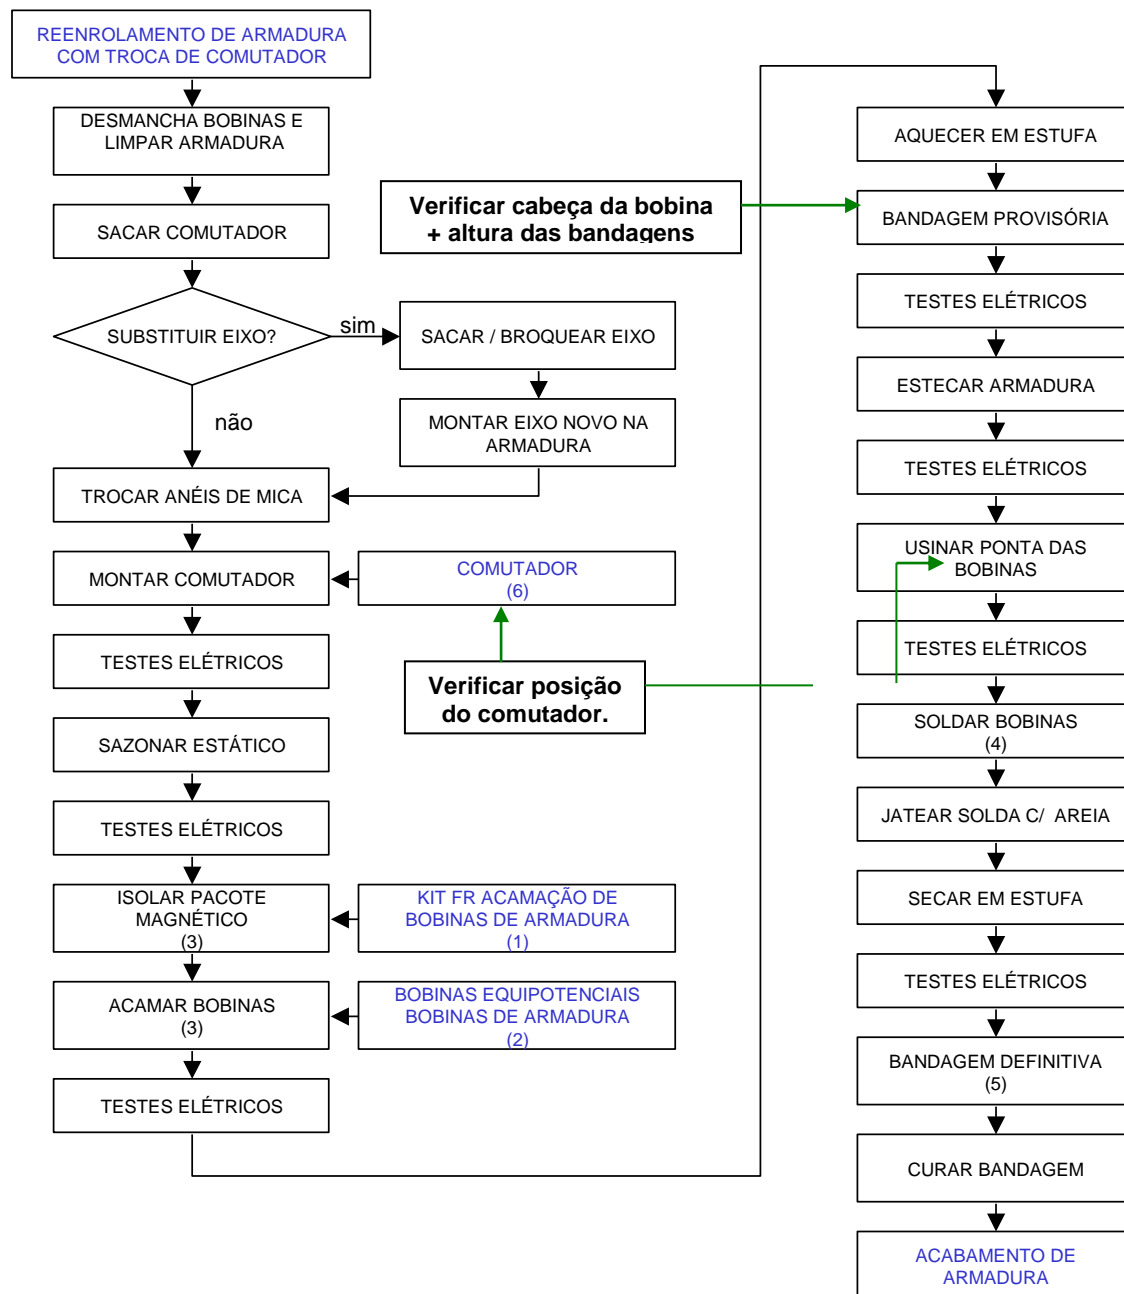 REENROLAMENTO DE ARMADURA
COM TROCA DE COMUTADOR
DESMANCHA BOBINAS E
LIMPAR ARMADURA
SACAR COMUTADOR
SUBSTITUIR EIXO?
sim
SACAR / BROQUEAR EIXO
não
MONTAR EIXO NOVO NA
ARMADURA
TROCAR ANÉIS DE MICA
MONTAR COMUTADOR
COMUTADOR
(6)
TESTES ELÉTRICOS
Verificar posição
do comutador.
SAZONAR ESTÁTICO
TESTES ELÉTRICOS
ISOLAR PACOTE
MAGNÉTICO
(3)
KIT FR ACAMAÇÃO DE
BOBINAS DE ARMADURA
(1)
ACAMAR BOBINAS
(3)
BOBINAS EQUIPOTENCIAIS
BOBINAS DE ARMADURA
(2)
TESTES ELÉTRICOS
AQUECER EM ESTUFA
Verificar cabeça da bobina
+ altura das bandagens
BANDAGEM PROVISÓRIA
TESTES ELÉTRICOS
ESTECAR ARMADURA
TESTES ELÉTRICOS
USINAR PONTA DAS
BOBINAS
TESTES ELÉTRICOS
SOLDAR BOBINAS
(4)
JATEAR SOLDA C/ AREIA
SECAR EM ESTUFA
TESTES ELÉTRICOS
BANDAGEM DEFINITIVA
(5)
CURAR BANDAGEM
ACABAMENTO DE
ARMADURA